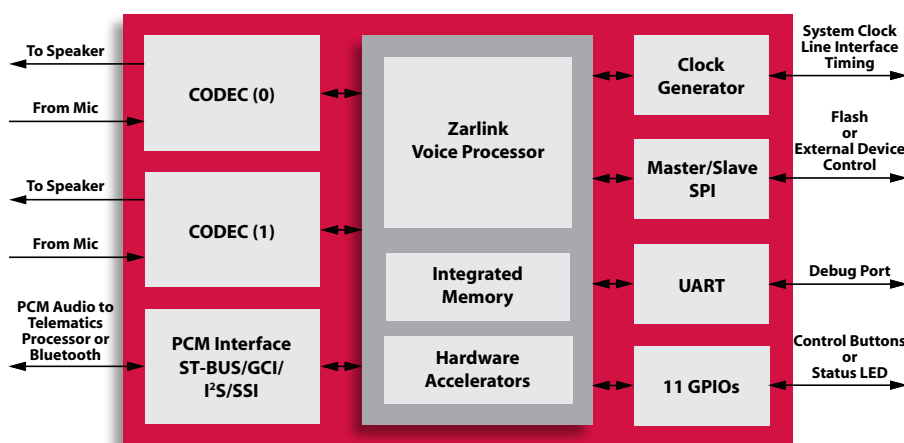 To Speaker
From Mic
To Speaker
From Mic
PCM Audio to
Telematics
Processor or
Bluetooth
CODEC (0)
CODEC (1)
PCM Interface
ST-BUS/GCI/
I²S/SSI
Zarlink
Voice Processor
Integrated
Memory
Hardware
Accelerators
Clock
Generator
Master/Slave
SPI
UART
11 GPIOs
System Clock
Line Interface
Timing
Flash
or
External Device
Control
Debug Port
Control Buttons
or
Status LED